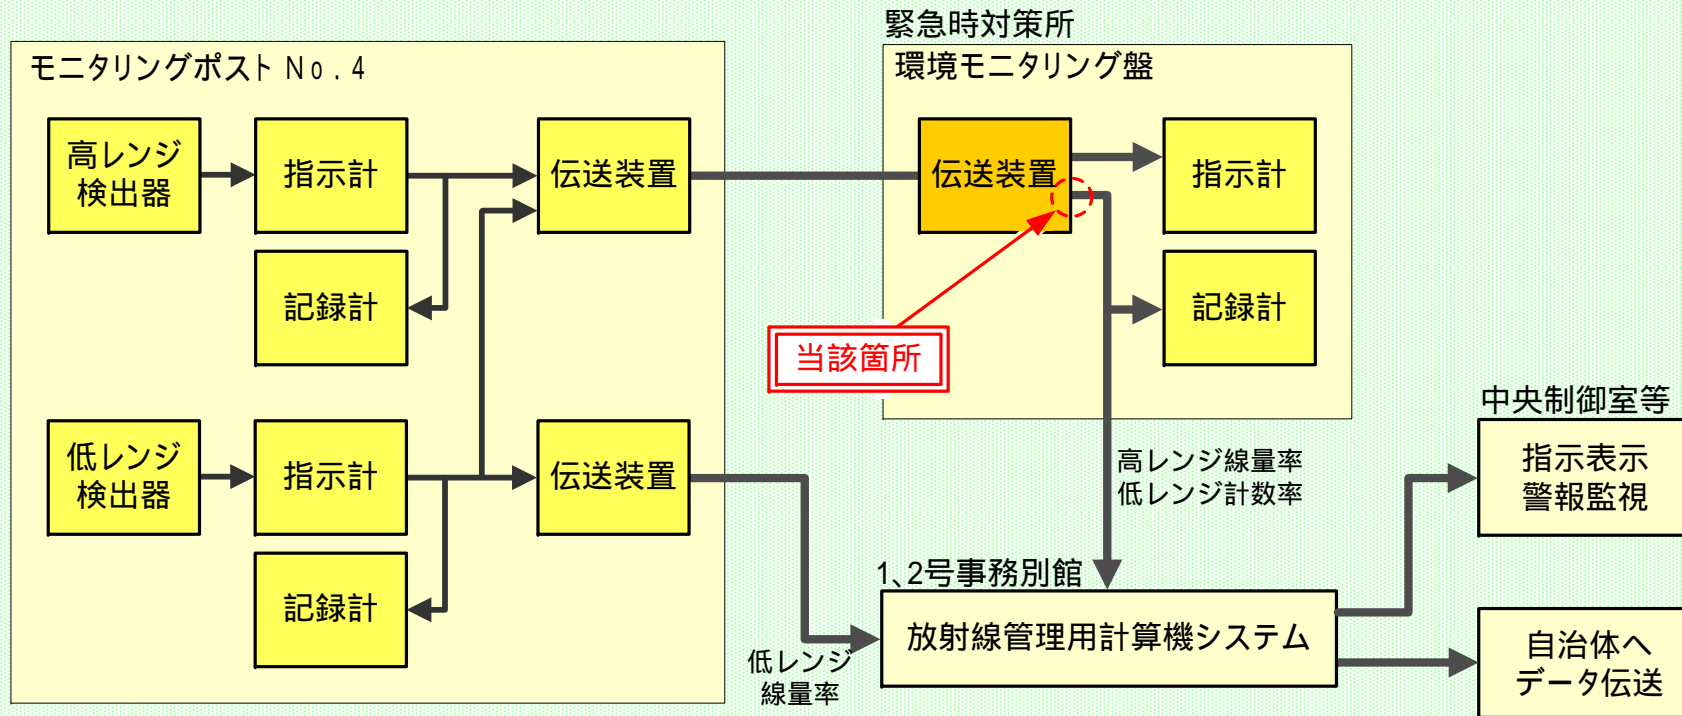 緊急時対策所
モニタリングポスト No.4
環境モニタリング盤
高レンジ
検出器
指示計
伝送装置
伝送装置
指示計
記録計
記録計
当該箇所
中央制御室等
低レンジ
検出器
指示計
伝送装置
高レンジ線量率
低レンジ計数率
指示表示
警報監視
記録計
1、2号事務別館
放射線管理用計算機システム
低レンジ
線量率
自治体へ
データ伝送